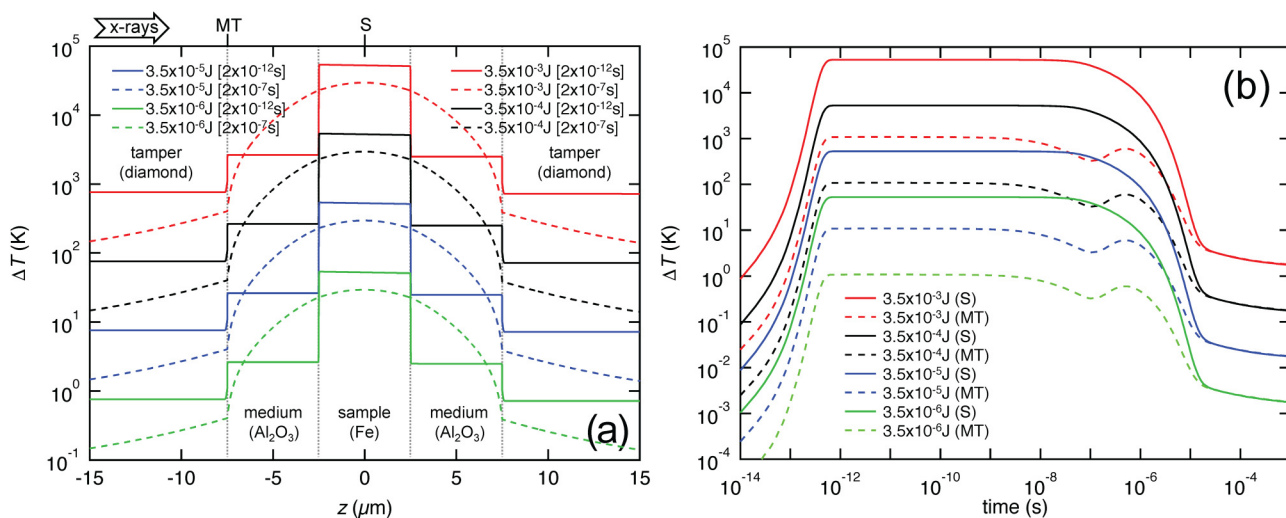 x-rays MT S
10⁵
10⁴
10³
10²
10¹
10⁰
10⁻¹
ΔT (K)
3.5x10⁻⁵J [2x10⁻¹²s]
3.5x10⁻⁵J [2x10⁻⁷s]
3.5x10⁻⁶J [2x10⁻¹²s]
3.5x10⁻⁶J [2x10⁻⁷s]
3.5x10⁻³J [2x10⁻¹²s]
3.5x10⁻³J [2x10⁻⁷s]
3.5x10⁻⁴J [2x10⁻¹²s]
3.5x10⁻⁴J [2x10⁻⁷s]
tamper
(diamond)
tamper
(diamond)
medium
(Al₂O₃)
sample
(Fe)
medium
(Al₂O₃)
(a)
-15 -10 -5 0 5 10 15
z (µm)
(b)
10⁵
10⁴
10³
10²
10¹
10⁰
10⁻¹
10⁻²
10⁻³
10⁻⁴
ΔT (K)
3.5x10⁻³J (S)
3.5x10⁻³J (MT)
3.5x10⁻⁴J (S)
3.5x10⁻⁴J (MT)
3.5x10⁻⁵J (S)
3.5x10⁻⁵J (MT)
3.5x10⁻⁶J (S)
3.5x10⁻⁶J (MT)
10⁻¹⁴ 10⁻¹² 10⁻¹⁰ 10⁻⁸ 10⁻⁶ 10⁻⁴
time (s)